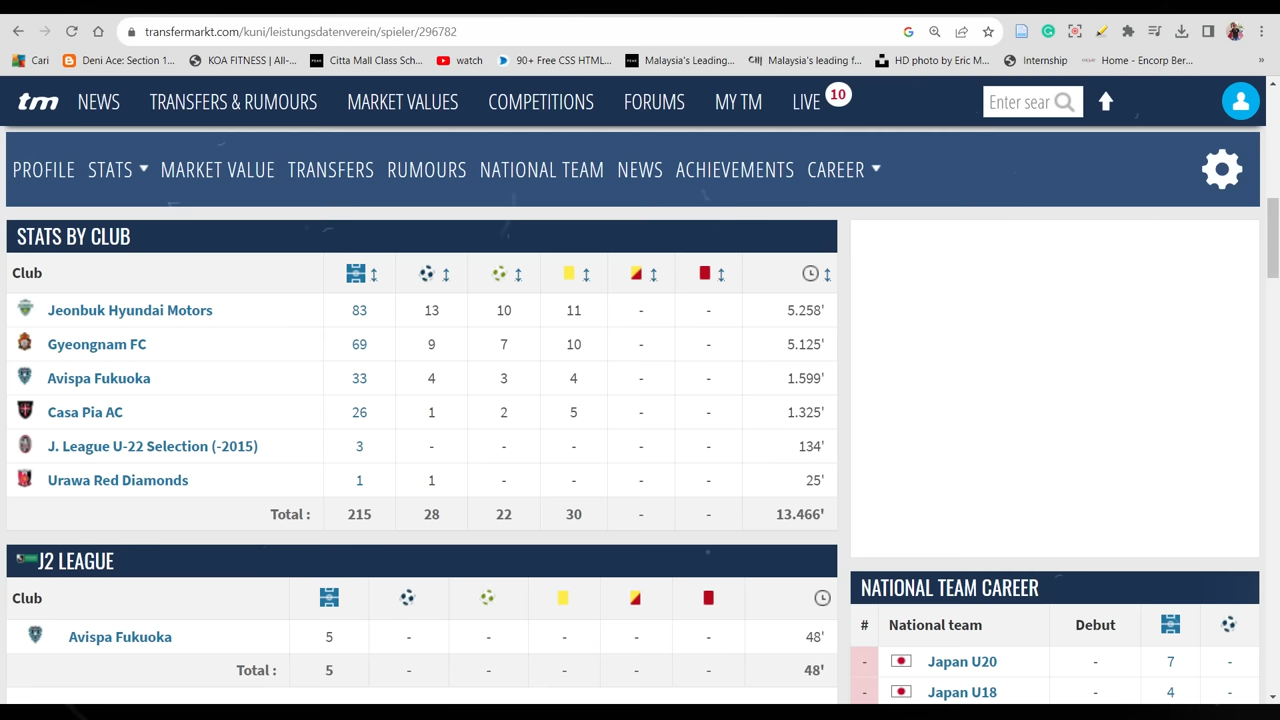 transfermarkt.com/kuni/leistungsdatenverein/spieler/296782
Cari Deni Ace: Section 1... KOA FITNESS | All-... Citta Mall Class Sch... watch 90+ Free CSS HTML... Malaysia's Leading... Malaysia's leading f... HD photo by Eric M... Internship Home - Encorp Ber... »
tm NEWS TRANSFERS & RUMOURS MARKET VALUES COMPETITIONS FORUMS MY TM LIVE 10 Enter sear
PROFILE STATS MARKET VALUE TRANSFERS RUMOURS NATIONAL TEAM NEWS ACHIEVEMENTS CAREER
STATS BY CLUB
Club
Jeonbuk Hyundai Motors 83 13 10 11 - - 5.258'
Gyeongnam FC 69 9 7 10 - - 5.125'
Avispa Fukuoka 33 4 3 4 - - 1.599'
Casa Pia AC 26 1 2 5 - - 1.325'
J. League U-22 Selection (-2015) 3 - - - - - 134'
Urawa Red Diamonds 1 1 - - - - 25'
Total : 215 28 22 30 - - 13.466'
J2 LEAGUE
Club
Avispa Fukuoka 5 - - - - - 48'
Total : 5 - - - - - 48'
NATIONAL TEAM CAREER
# National team Debut
- Japan U20 - 7 -
- Japan U18 - 4 -